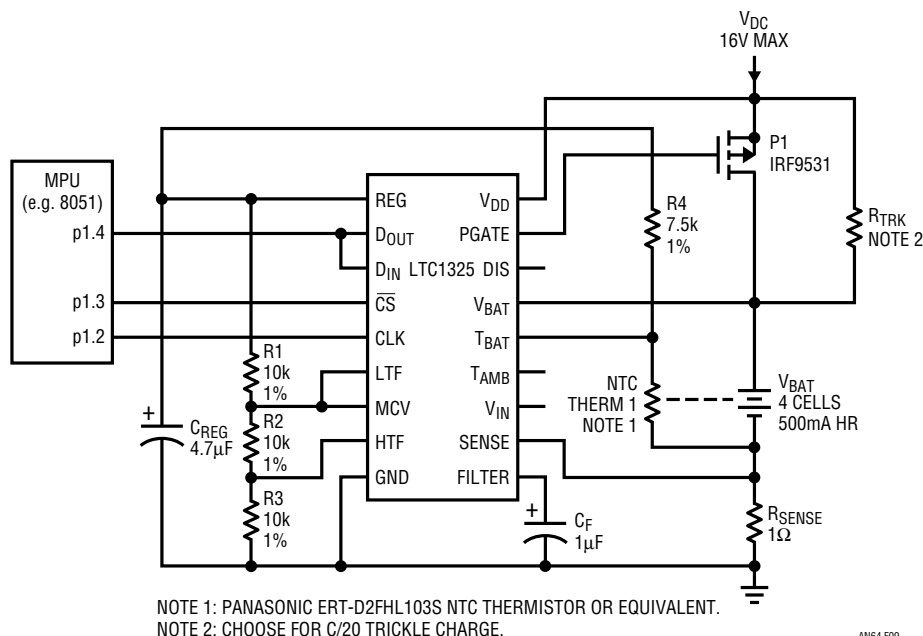 V_DC
16V MAX
P1
IRF9531
MPU
(e.g. 8051)
p1.4
p1.3
p1.2
REG
D_OUT
D_IN
C̅S̅
CLK
LTF
MCV
HTF
GND
LTC1325
V_DD
PGATE
DIS
V_BAT
T_BAT
T_AMB
V_IN
SENSE
FILTER
R4
7.5k
1%
R_TRK
NOTE 2
R1
10k
1%
R2
10k
1%
R3
10k
1%
+
C_REG
4.7µF
NTC
THERM 1
NOTE 1
V_BAT
4 CELLS
500mA HR
+
C_F
1µF
R_SENSE
1Ω
NOTE 1: PANASONIC ERT-D2FHL103S NTC THERMISTOR OR EQUIVALENT.
NOTE 2: CHOOSE FOR C/20 TRICKLE CHARGE.
AN64 F09